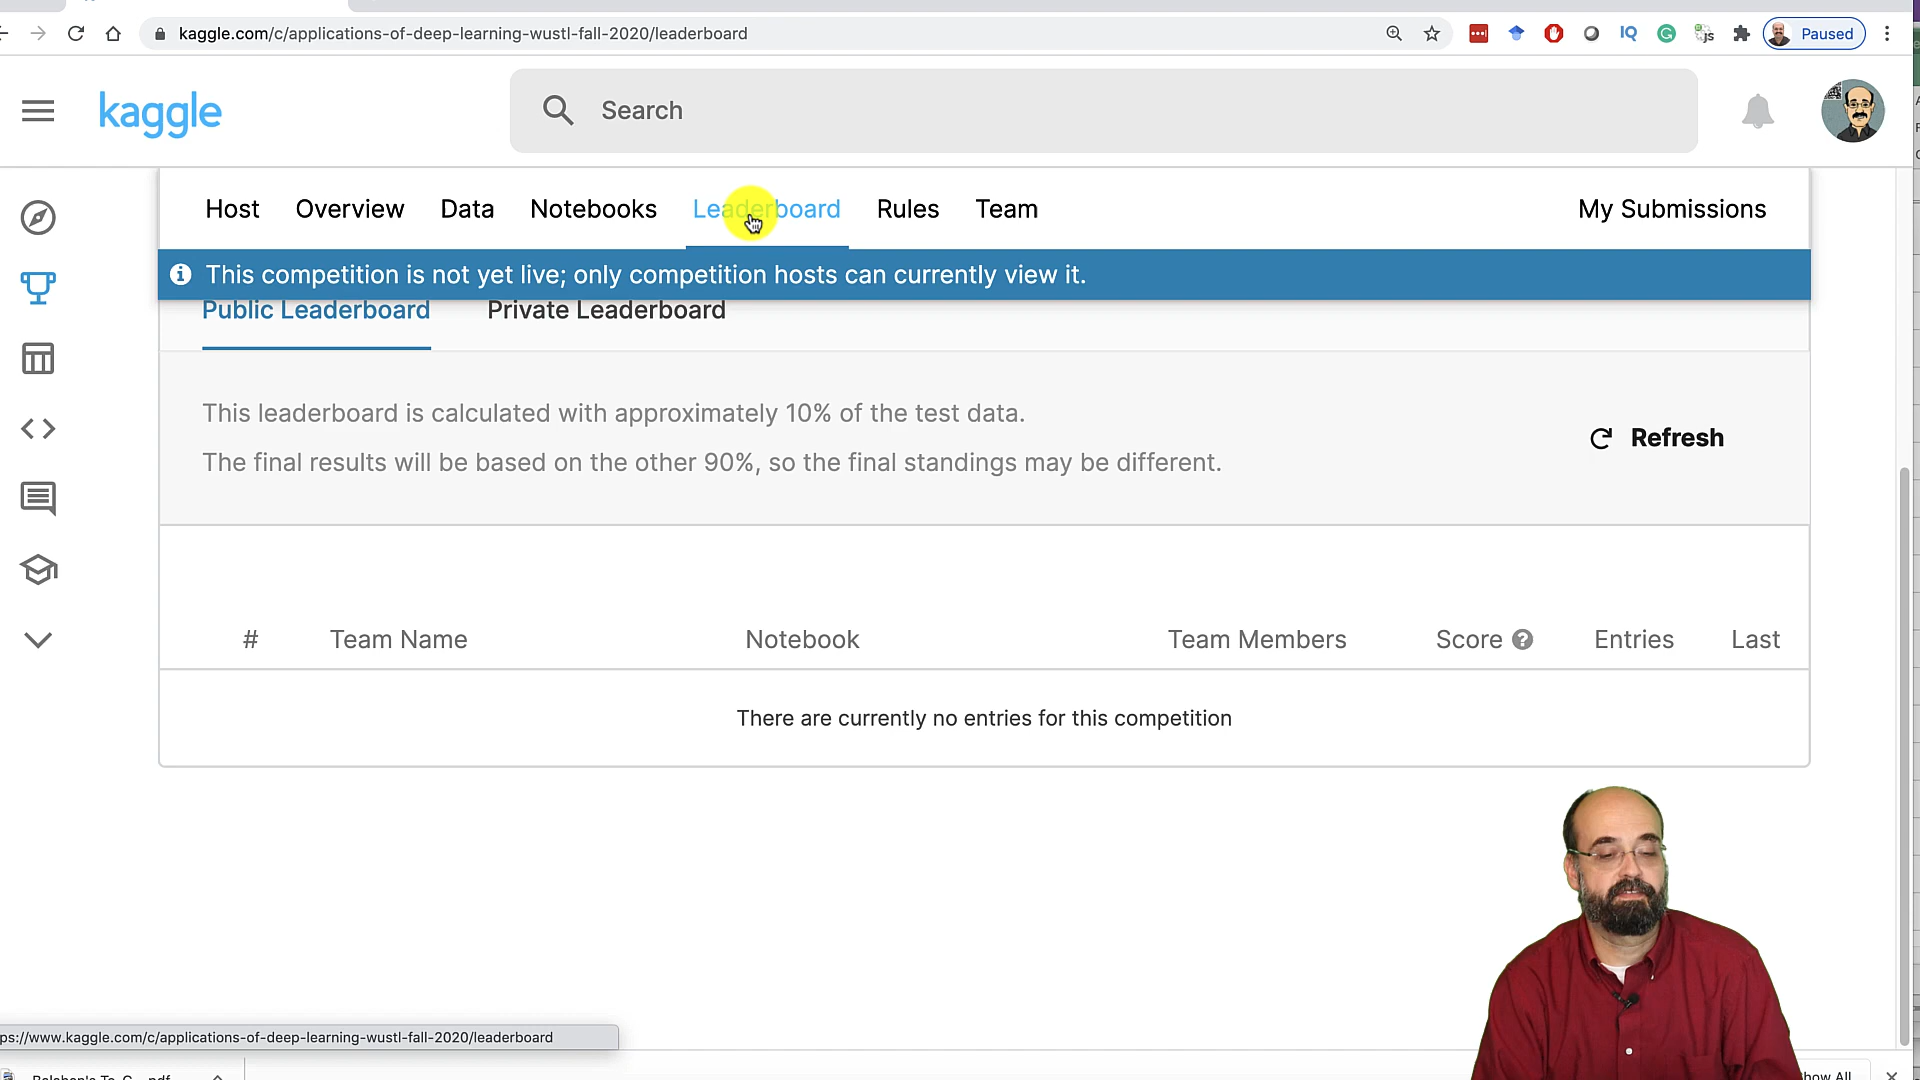 kaggle.com/c/applications-of-deep-learning-wustl-fall-2020/leaderboard
IQ
Paused
kaggle
Search
Host
Overview
Data
Notebooks
Leaderboard
Rules
Team
My Submissions
This competition is not yet live; only competition hosts can currently view it.
Public Leaderboard
Private Leaderboard
This leaderboard is calculated with approximately 10% of the test data.
The final results will be based on the other 90%, so the final standings may be different.
Refresh
#
Team Name
Notebook
Team Members
Score
Entries
Last
There are currently no entries for this competition
ps://www.kaggle.com/c/applications-of-deep-learning-wustl-fall-2020/leaderboard